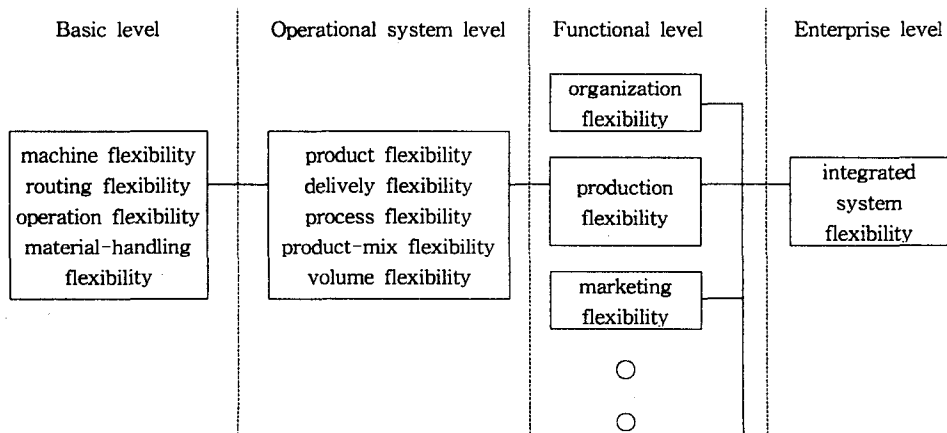 Basic level
Operational system level
Functional level
Enterprise level
machine flexibility
routing flexibility
operation flexibility
material-handling
flexibility
product flexibility
delively flexibility
process flexibility
product-mix flexibility
volume flexibility
organization
flexibility
production
flexibility
marketing
flexibility
integrated
system
flexibility